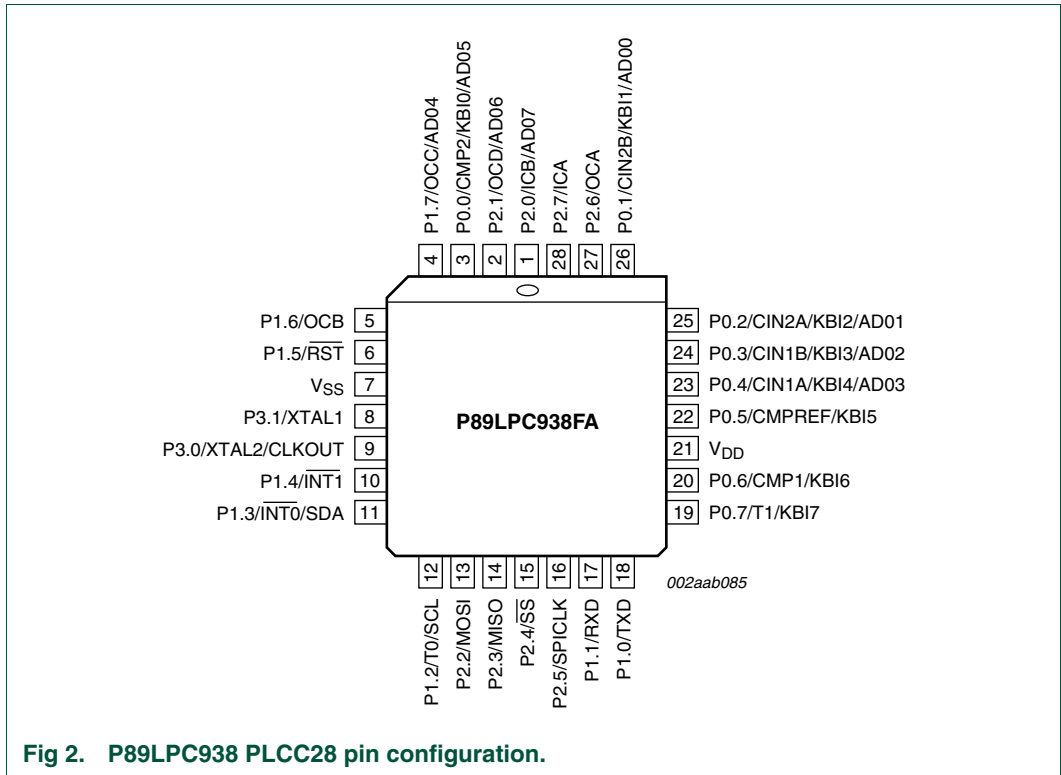 P1.7/OCC/AD04
P0.0/CMP2/KBI0/AD05
P2.1/OCD/AD06
P2.0/ICB/AD07
P2.7/ICA
P2.6/OCA
P0.1/CIN2B/KBI1/AD00
4
3
2
1
28
27
26
P1.6/OCB 5
P1.5/R̅S̅T̅ 6
VSS 7
P3.1/XTAL1 8
P3.0/XTAL2/CLKOUT 9
P1.4/I̅N̅T̅1̅ 10
P1.3/I̅N̅T̅0̅/SDA 11
P89LPC938FA
25 P0.2/CIN2A/KBI2/AD01
24 P0.3/CIN1B/KBI3/AD02
23 P0.4/CIN1A/KBI4/AD03
22 P0.5/CMPREF/KBI5
21 VDD
20 P0.6/CMP1/KBI6
19 P0.7/T1/KBI7
12
13
14
15
16
17
18
P1.2/T0/SCL
P2.2/MOSI
P2.3/MISO
P2.4/S̅S̅
P2.5/SPICLK
P1.1/RXD
P1.0/TXD
002aab085
Fig 2. P89LPC938 PLCC28 pin configuration.